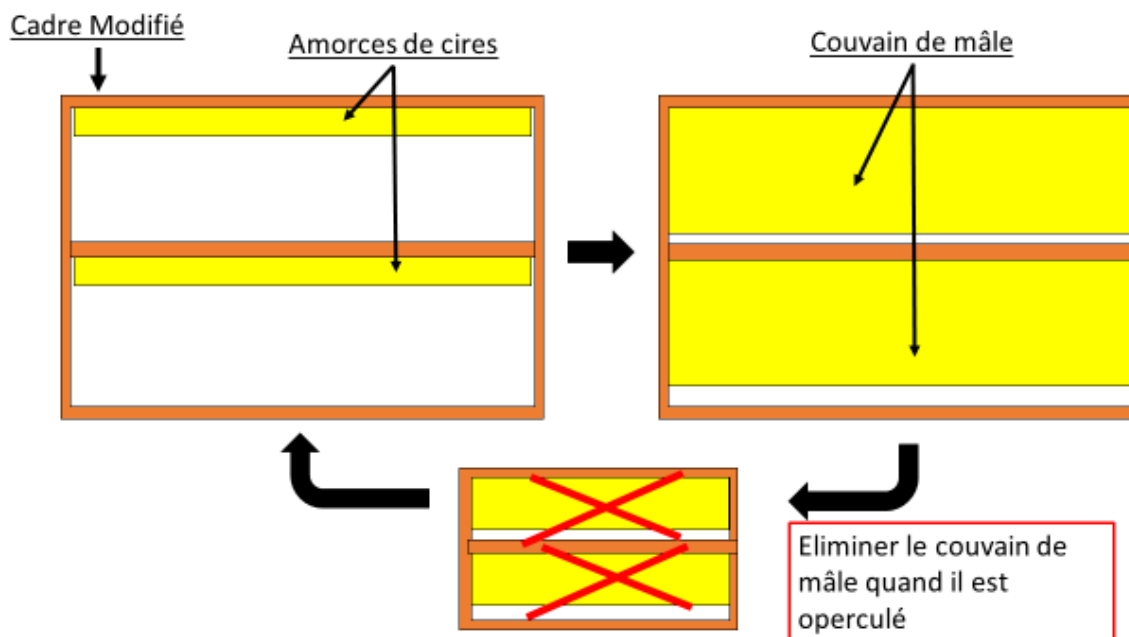 Cadre Modifié
Amorces de cires
Couvain de mâle
Eliminer le couvain de
mâle quand il est
operculé